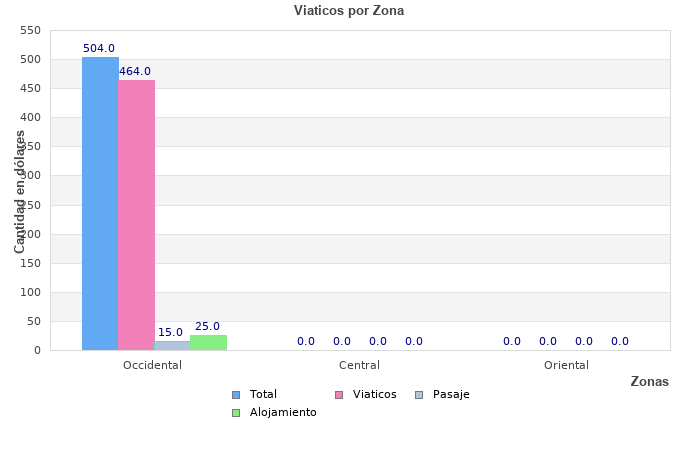 Viaticos por Zona
Cantidad en dólares
550
500
450
400
350
300
250
200
150
100
50
0
504.0
464.0
15.0
25.0
0.0 0.0 0.0 0.0
0.0 0.0 0.0 0.0
Occidental Central Oriental
Zonas
Total Viaticos Pasaje
Alojamiento